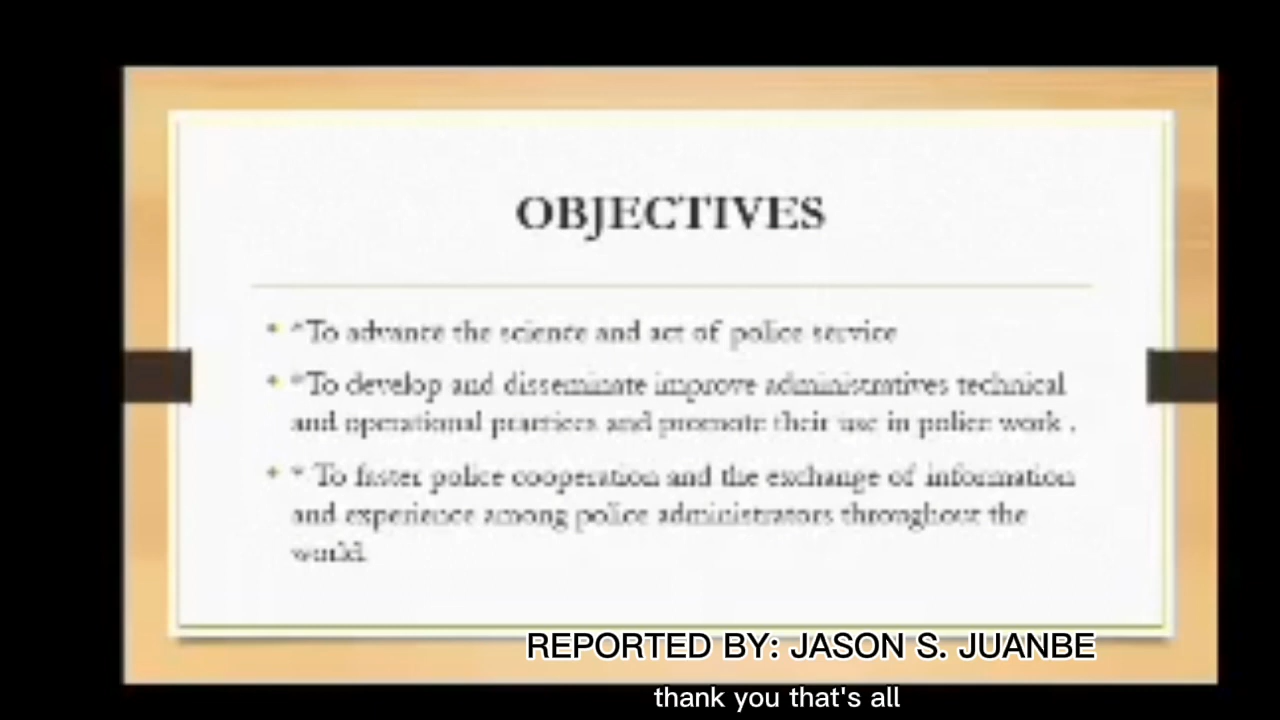 OBJECTIVES
• *To advance the science and act of police service
• *To develop and disseminate improve administratives technical
and operational practices and promote their use in police work .
• * To faster police cooperation and the exchange of information
and experience among police administrators throughout the
world.
REPORTED BY: JASON S. JUANBE
thank you that's all